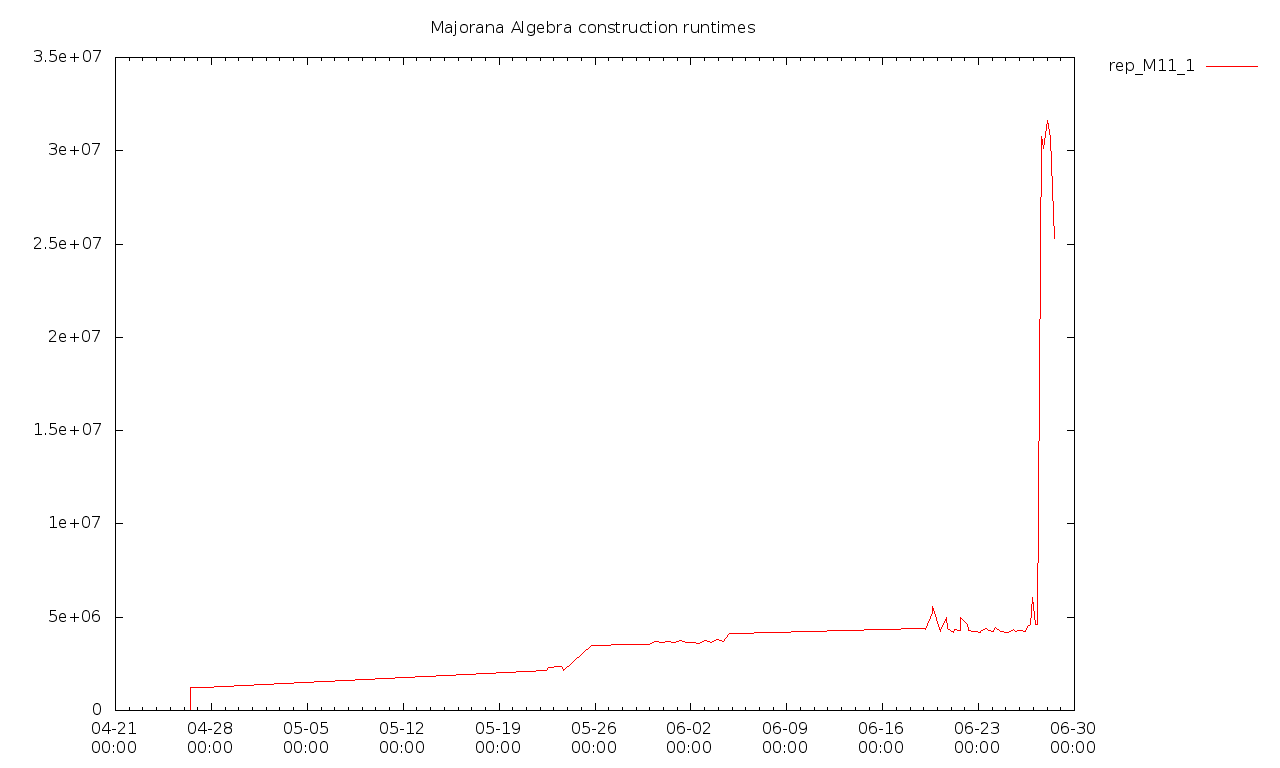 Majorana Algebra construction runtimes
rep_M11_1
3.5e+07
3e+07
2.5e+07
2e+07
1.5e+07
1e+07
5e+06
0
04-21 04-28 05-05 05-12 05-19 05-26 06-02 06-09 06-16 06-23 06-30
00:00 00:00 00:00 00:00 00:00 00:00 00:00 00:00 00:00 00:00 00:00